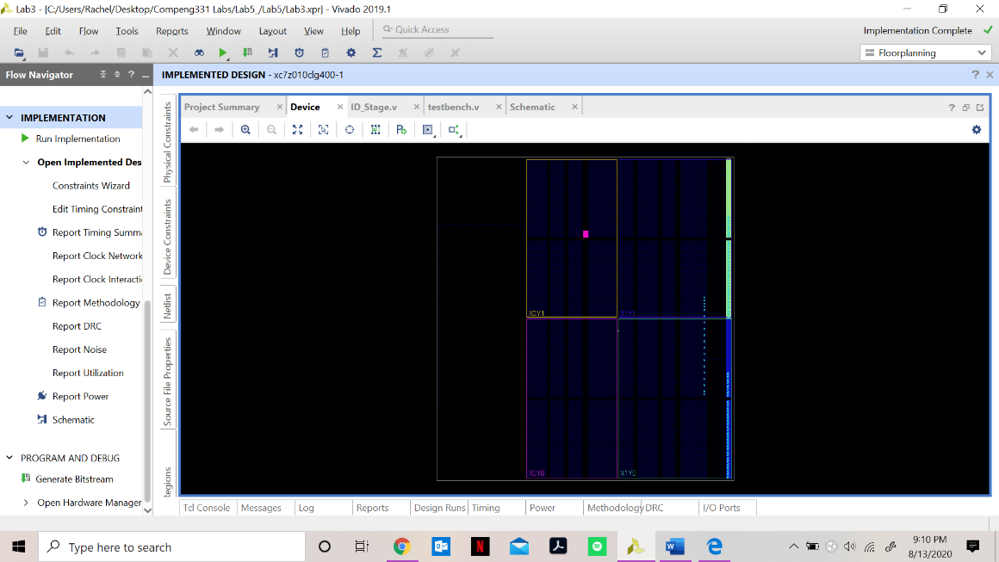 Lab3 - [C:/Users/Rachel/Desktop/Compeng331 Labs/Lab5_/Lab5/Lab3.xpr] - Vivado 2019.1
File Edit Flow Tools Reports Window Layout View Help Quick Access Implementation Complete
Floorplanning
Flow Navigator
IMPLEMENTED DESIGN - xc7z010clg400-1
IMPLEMENTATION
Run Implementation
Open Implemented Des
Constraints Wizard
Edit Timing Constraint
Report Timing Summa
Report Clock Network
Report Clock Interactio
Report Methodology
Report DRC
Report Noise
Report Utilization
Report Power
Schematic
PROGRAM AND DEBUG
Generate Bitstream
Open Hardware Manager
Physical Constraints
Device Constraints
Netlist
Source File Properties
Project Summary Device ID_Stage.v testbench.v Schematic
X0Y1 X1Y1
X0Y0 X1Y0
Tcl Console Messages Log Reports Design Runs Timing Power Methodology DRC I/O Ports
Type here to search
9:10 PM
8/13/2020